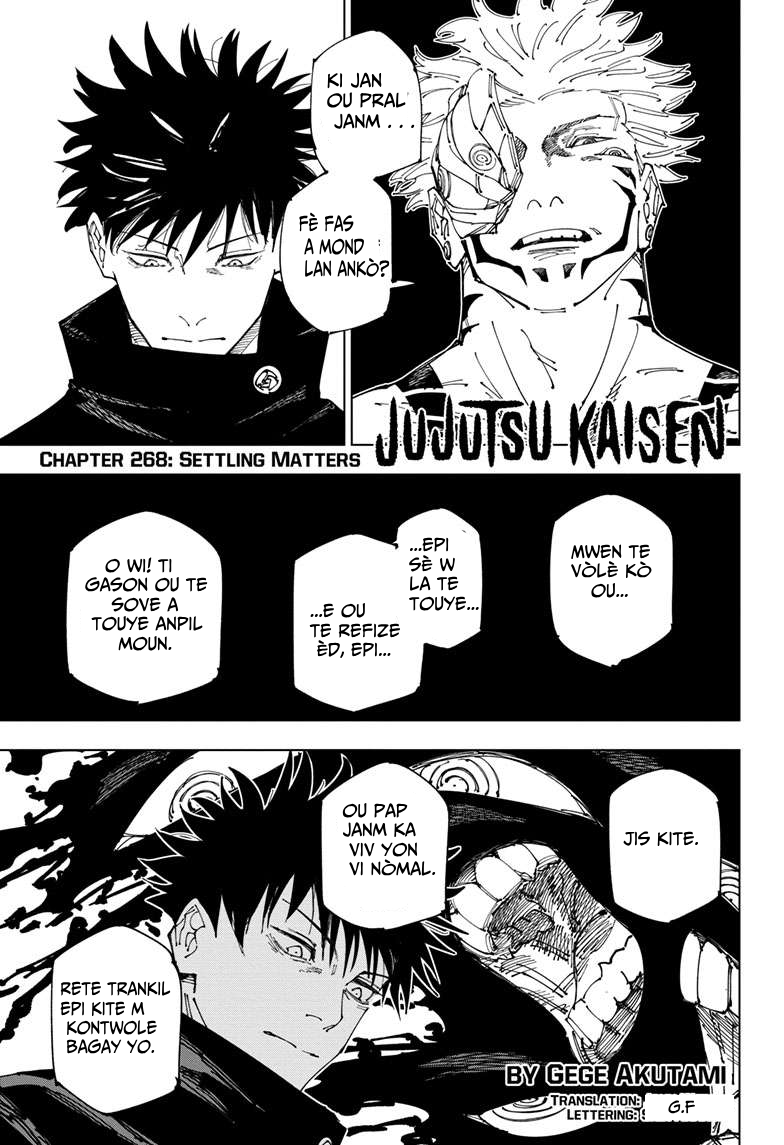 KI JAN
OU PRAL
JANM . . .
FÈ FAS
A MOND
LAN ANKÒ?
JUJUTSU KAISEN
CHAPTER 268: SETTLING MATTERS
MWEN TE
VÒLÈ KÒ
OU...
...EPI
SÈ W
LA TE
TOUYE...
...E OU
TE REFIZE
ÈD, EPI...
O WI! TI
GASON OU TE
SOVE A
TOUYE ANPIL
MOUN.
JIS KITE.
OU PAP
JANM KA
VIV YON
VI NÒMAL.
RETE TRANKIL
EPI KITE M
KONTWOLE
BAGAY YO.
BY GEGE AKUTAMI
TRANSLATION:
G.F
LETTERING: